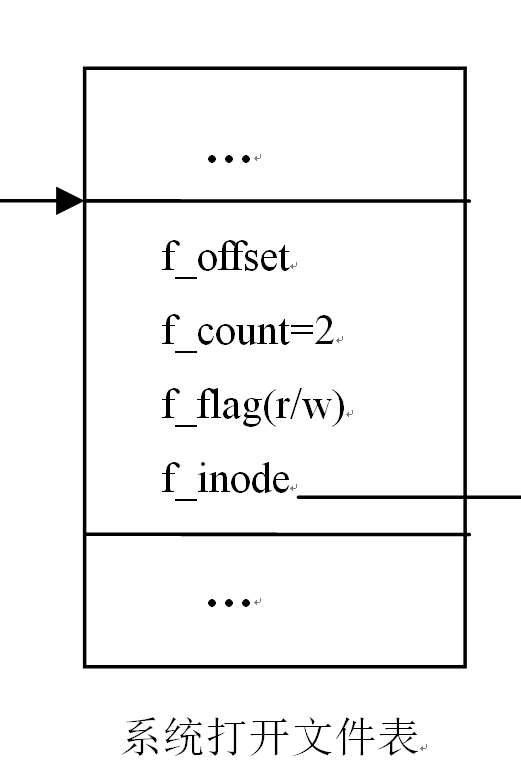 ...
f_offset
f_count=2
f_flag(r/w)
f_inode
...
系统打开文件表